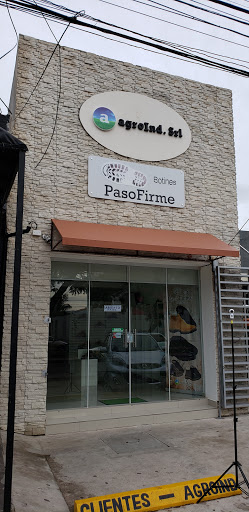 a agroInd. Srl
Botines
PasoFirme
CLIENTES — AGROIND